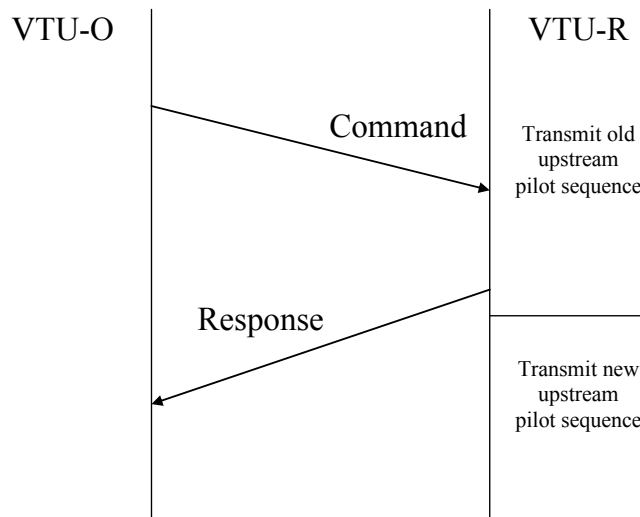 VTU-O
VTU-R
Command
Transmit old
upstream
pilot sequence
Response
Transmit new
upstream
pilot sequence